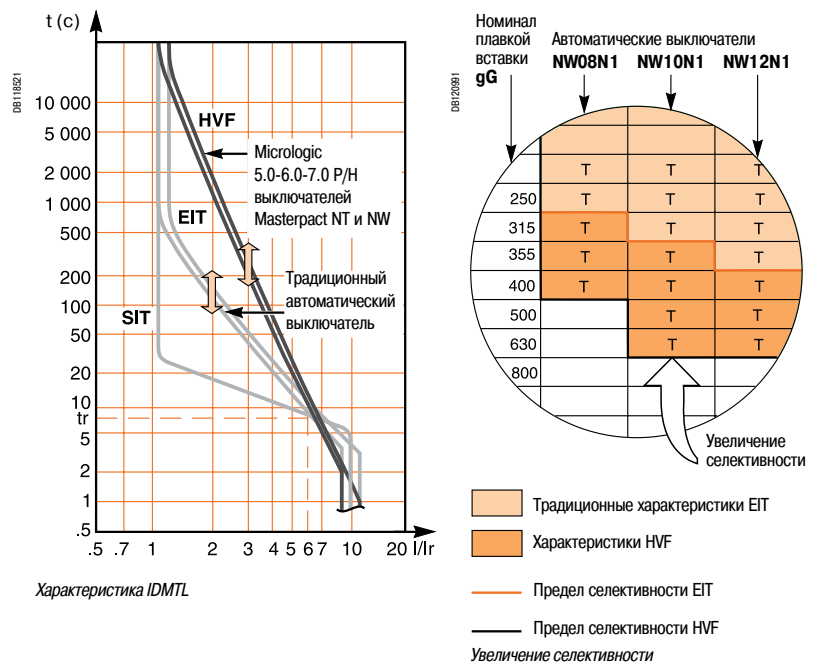 t (c)
DB118521
10 000
5 000
2 000
1 000
500
200
100
50
20
10
tr
5
2
1
.5
.5 .7 1 2 3 4 5 6 7 10 20 I/Ir
HVF
Micrologic
5.0-6.0-7.0 P/H
выключателей
Masterpact NT и NW
EIT
Традиционный
автоматический
выключатель
SIT
Характеристика IDMTL
DB120991
Номинал
плавкой
вставки
gG
Автоматические выключатели
NW08N1 NW10N1 NW12N1
T T T
250 T T T
315 T T T
355 T T T
400 T T T
500 T T
630 T T
800
Увеличение
селективности
Традиционные характеристики EIT
Характеристики HVF
Предел селективности EIT
Предел селективности HVF
Увеличение селективности